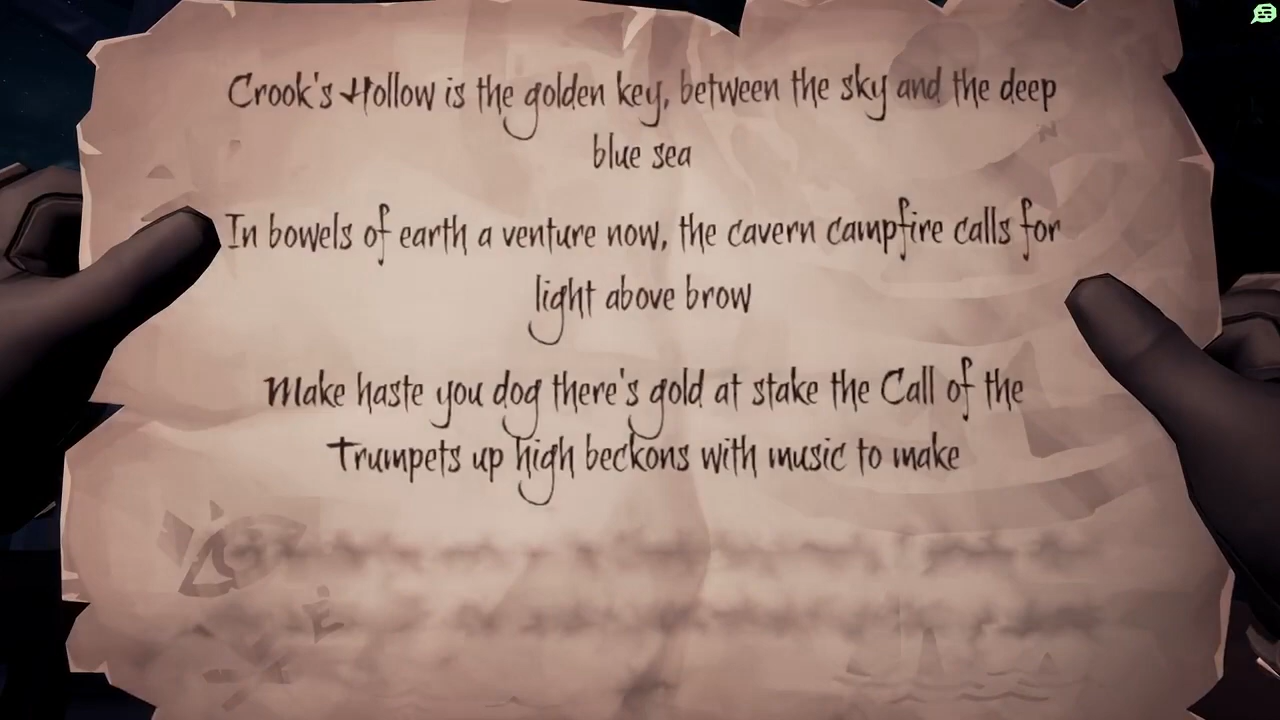 Crook's Hollow is the golden key, between the sky and the deep
blue sea
In bowels of earth a venture now, the cavern campfire calls for
light above brow
Make haste you dog there's gold at stake the Call of the
Trumpets up high beckons with music to make
N
E